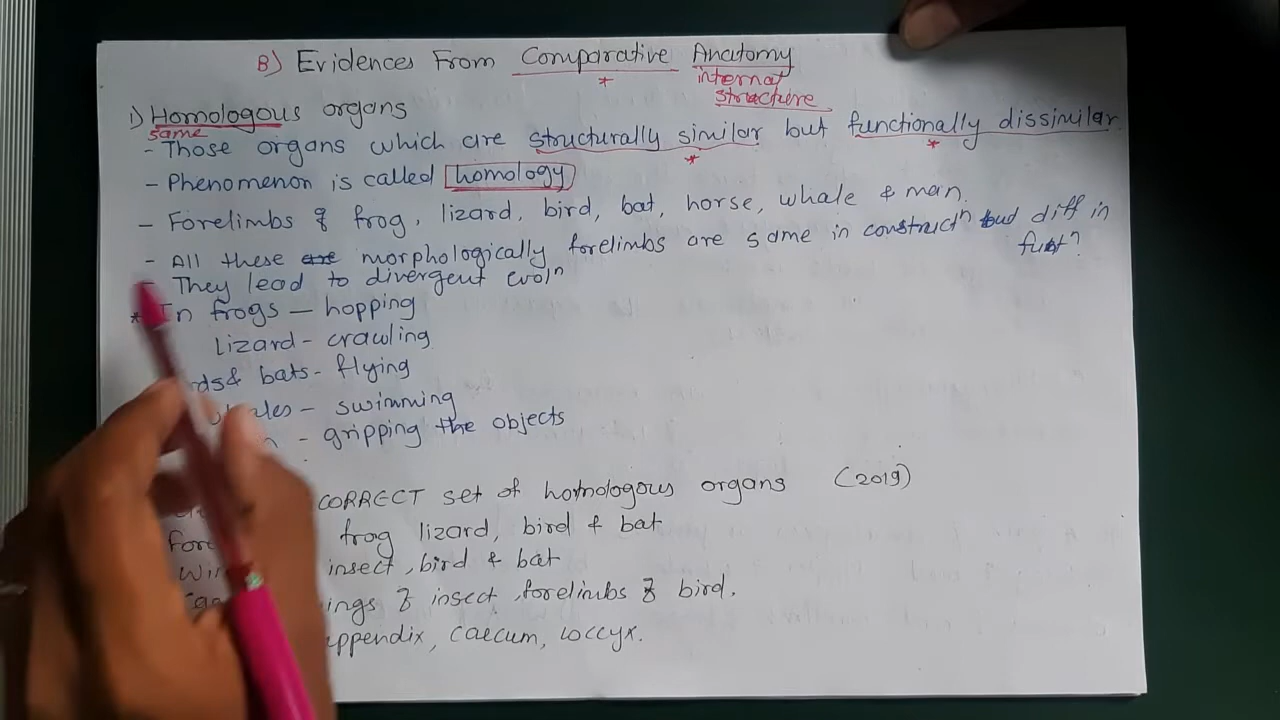 B) Evidences From Comparative Anatomy
*
internal
structure
1) Homologous organs
same
- Those organs which are structurally similar but functionally dissimilar
* *
- Phenomenon is called homology
- Forelimbs of frog, lizard, bird, bat, horse, whale & man.
- All these are morphologically forelimbs are same in constructⁿ but diff in
- They lead to divergent evolⁿ
* In frogs - hopping
Lizard - crawling
& bats - flying
- swimming
- gripping the objects
CORRECT set of homologous organs (2019)
frog lizard, bird & bat
insect, bird & bat
of insect, forelimbs of bird.
appendix, caecum, coccyx.